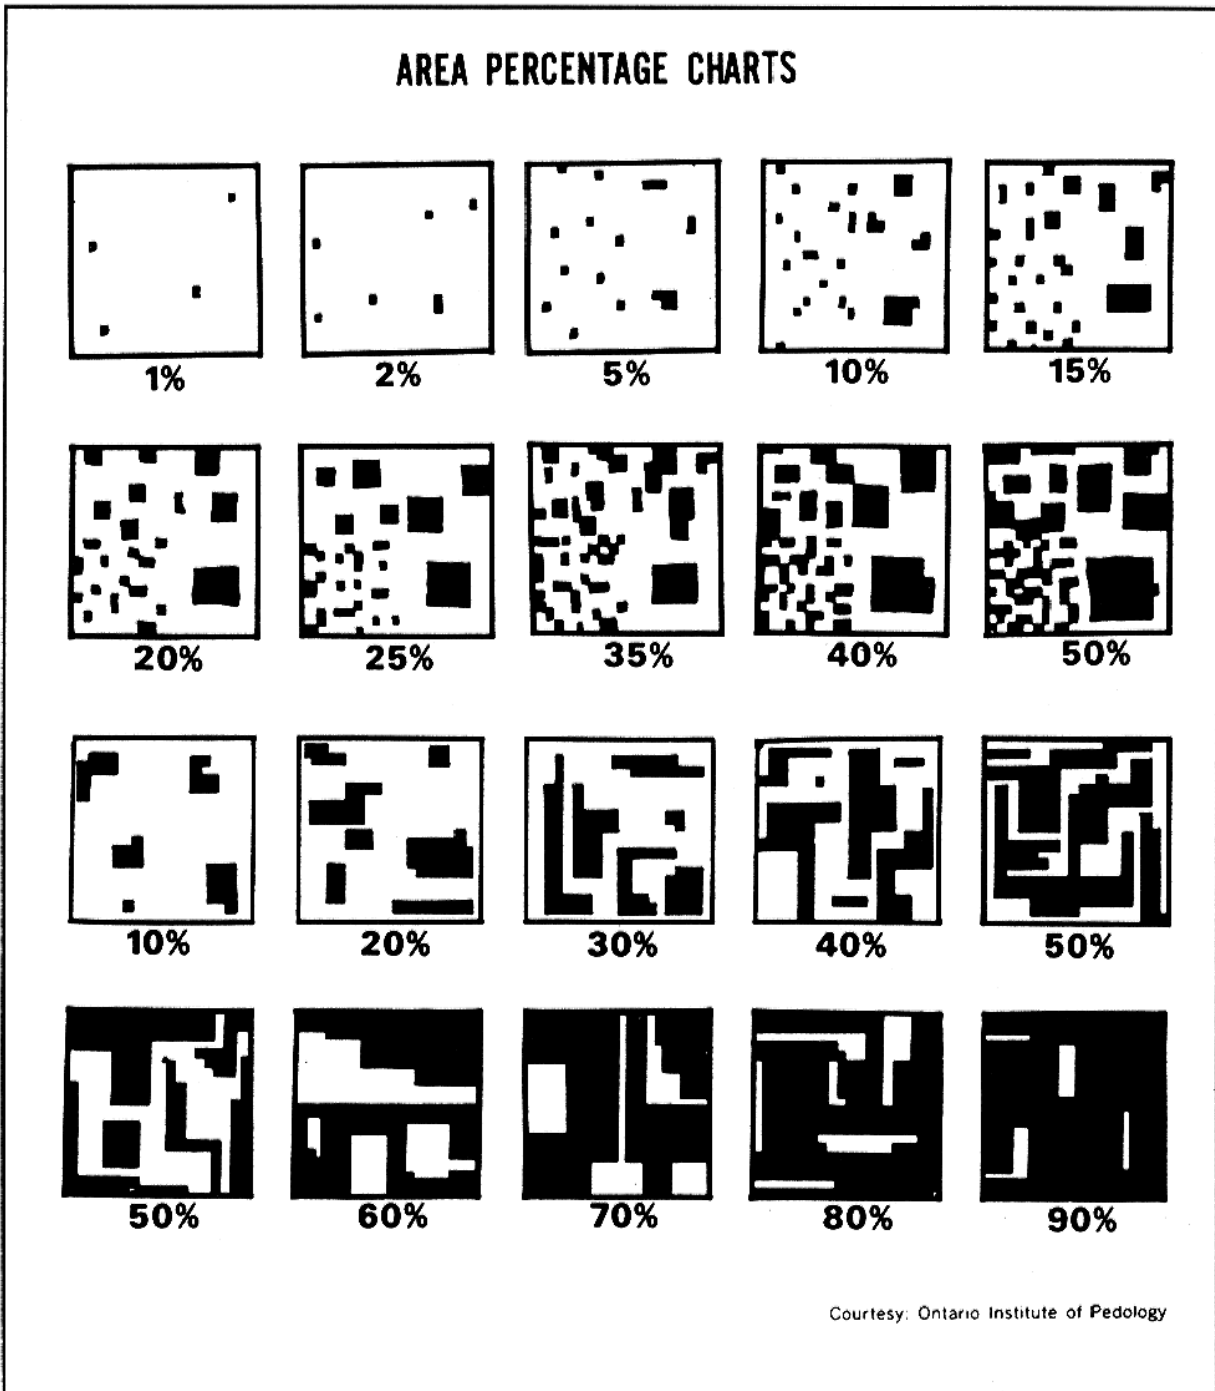 AREA PERCENTAGE CHARTS
1% 2% 5% 10% 15%
20% 25% 35% 40% 50%
10% 20% 30% 40% 50%
50% 60% 70% 80% 90%
Courtesy: Ontario Institute of Pedology